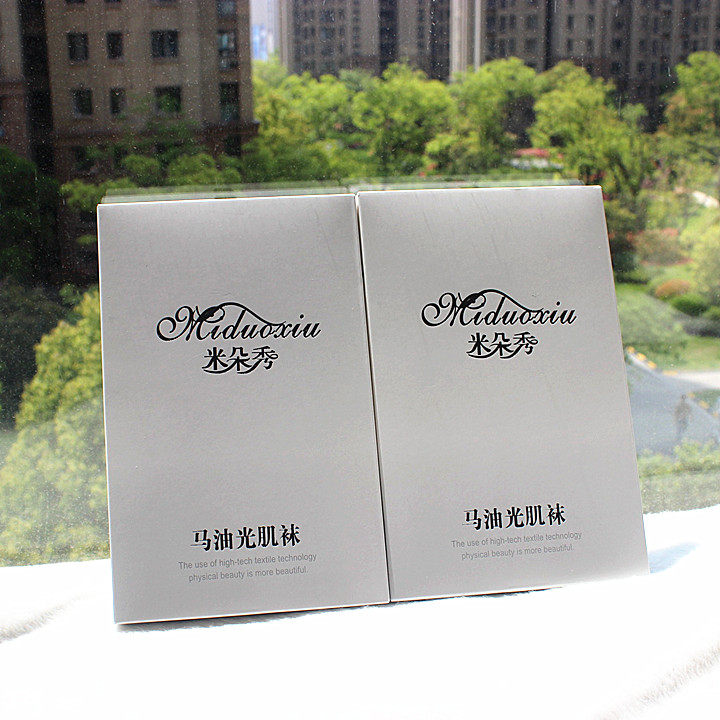 Miduoxiu
米朵秀
马油光肌袜
The use of high-tech textile technology
physical beauty is more beautiful.
Miduoxiu
米朵秀
马油光肌袜
The use of high-tech textile technology
physical beauty is more beautiful.